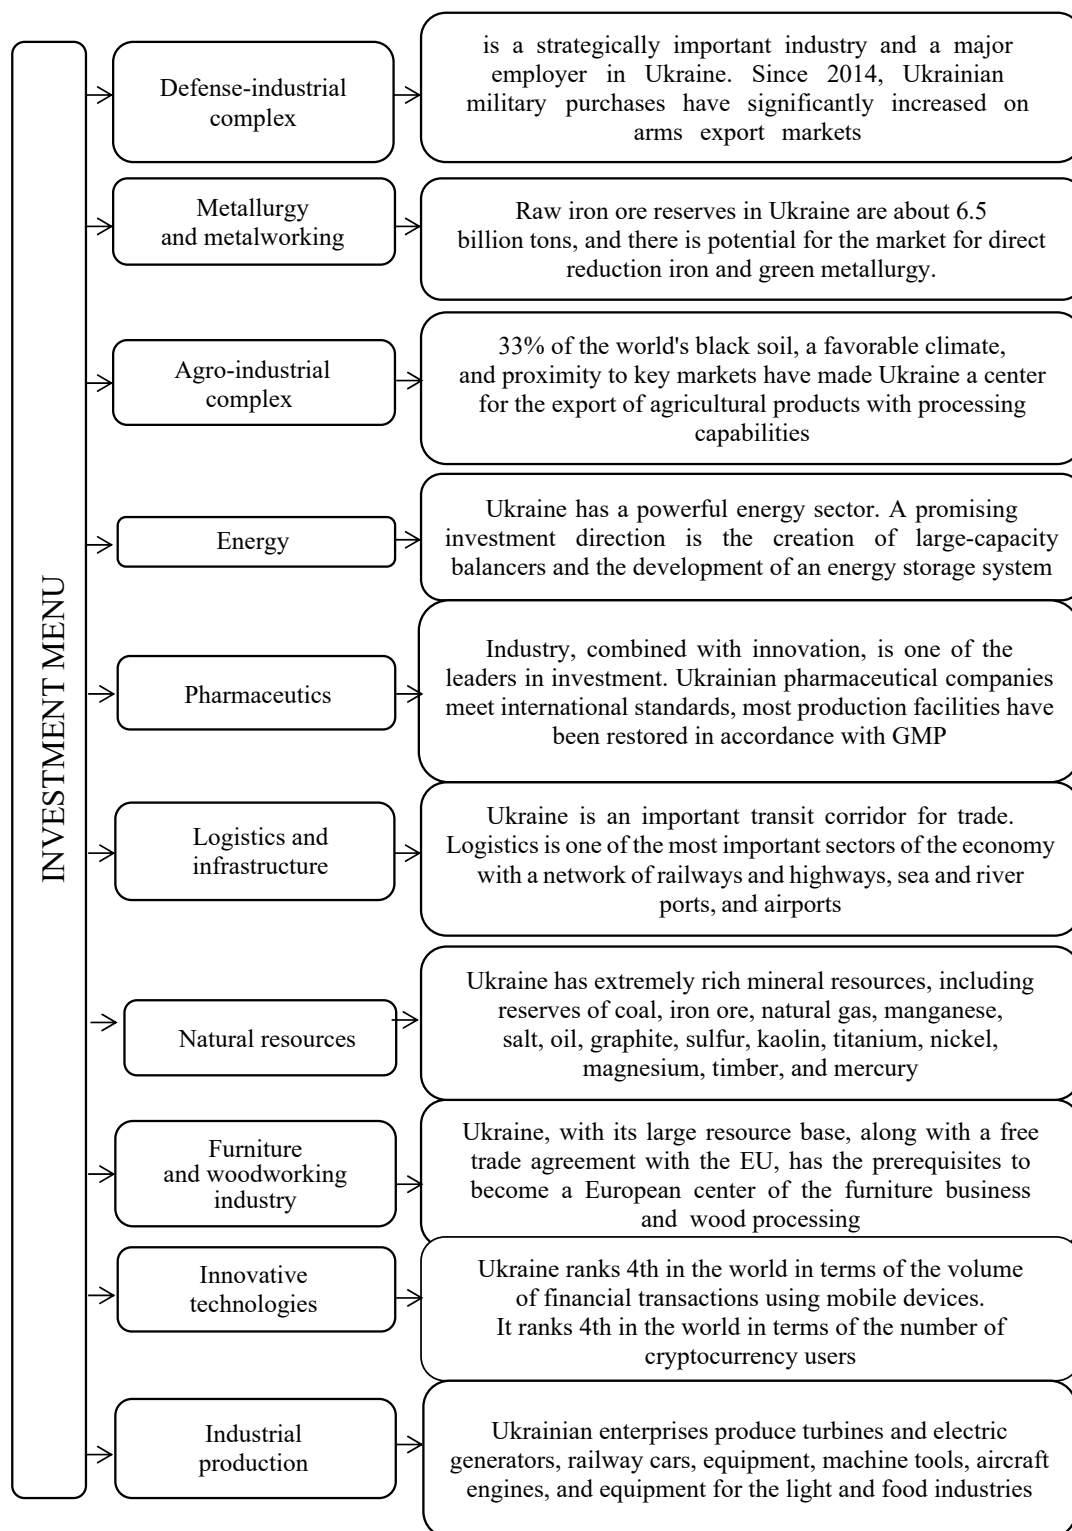 INVESTMENT MENU
Defense-industrial
complex
is a strategically important industry and a major
employer in Ukraine. Since 2014, Ukrainian
military purchases have significantly increased on
arms export markets
Metallurgy
and metalworking
Raw iron ore reserves in Ukraine are about 6.5
billion tons, and there is potential for the market for direct
reduction iron and green metallurgy.
Agro-industrial
complex
33% of the world's black soil, a favorable climate,
and proximity to key markets have made Ukraine a center
for the export of agricultural products with processing
capabilities
Energy
Ukraine has a powerful energy sector. A promising
investment direction is the creation of large-capacity
balancers and the development of an energy storage system
Pharmaceutics
Industry, combined with innovation, is one of the
leaders in investment. Ukrainian pharmaceutical companies
meet international standards, most production facilities have
been restored in accordance with GMP
Logistics and
infrastructure
Ukraine is an important transit corridor for trade.
Logistics is one of the most important sectors of the economy
with a network of railways and highways, sea and river
ports, and airports
Natural resources
Ukraine has extremely rich mineral resources, including
reserves of coal, iron ore, natural gas, manganese,
salt, oil, graphite, sulfur, kaolin, titanium, nickel,
magnesium, timber, and mercury
Furniture
and woodworking
industry
Ukraine, with its large resource base, along with a free
trade agreement with the EU, has the prerequisites to
become a European center of the furniture business
and wood processing
Innovative
technologies
Ukraine ranks 4th in the world in terms of the volume
of financial transactions using mobile devices.
It ranks 4th in the world in terms of the number of
cryptocurrency users
Industrial
production
Ukrainian enterprises produce turbines and electric
generators, railway cars, equipment, machine tools, aircraft
engines, and equipment for the light and food industries